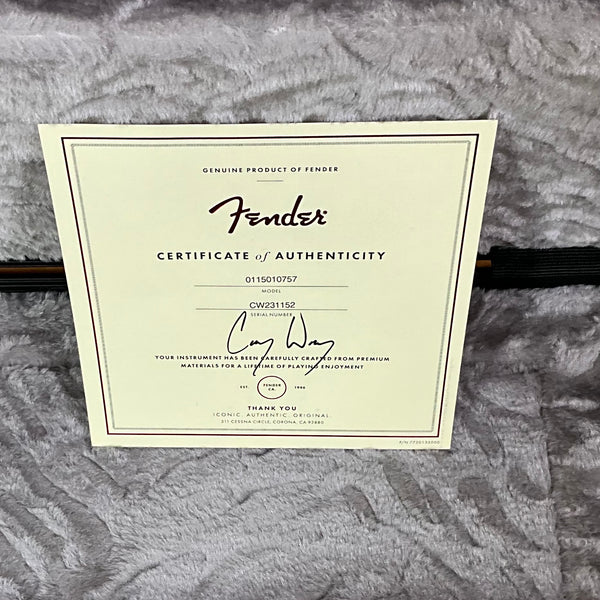 GENUINE PRODUCT OF FENDER
Fender
CERTIFICATE of AUTHENTICITY
0115010757
MODEL
CW231152
SERIAL NUMBER
YOUR INSTRUMENT HAS BEEN CAREFULLY CRAFTED FROM PREMIUM
MATERIALS FOR A LIFETIME OF PLAYING ENJOYMENT
EST. FENDER CA. 1946
THANK YOU
ICONIC. AUTHENTIC. ORIGINAL.
311 CESSNA CIRCLE, CORONA, CA 92880